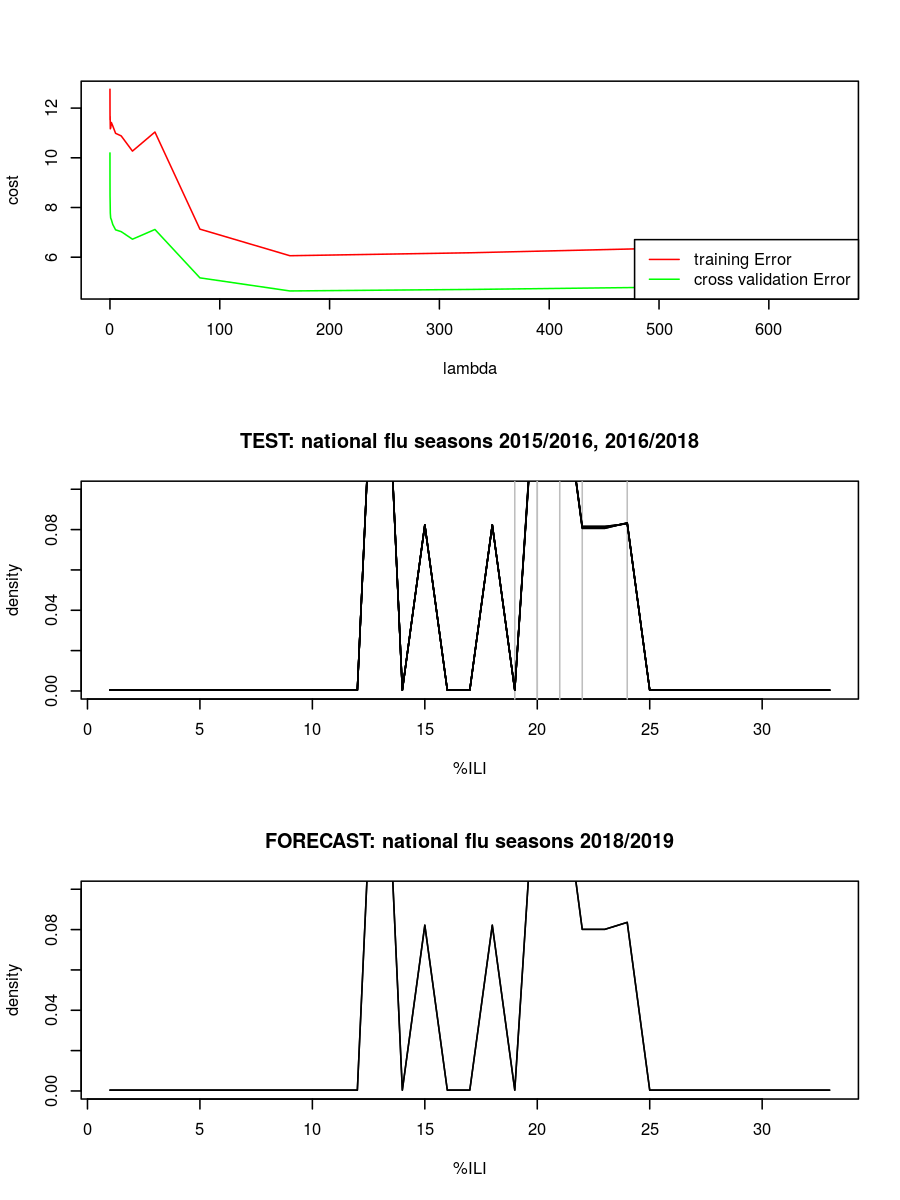 12
10
8
6
cost
training Error
cross validation Error
0 100 200 300 400 500 600
lambda
TEST: national flu seasons 2015/2016, 2016/2018
0.08
0.04
0.00
density
0 5 10 15 20 25 30
%ILI
FORECAST: national flu seasons 2018/2019
0.08
0.04
0.00
density
0 5 10 15 20 25 30
%ILI